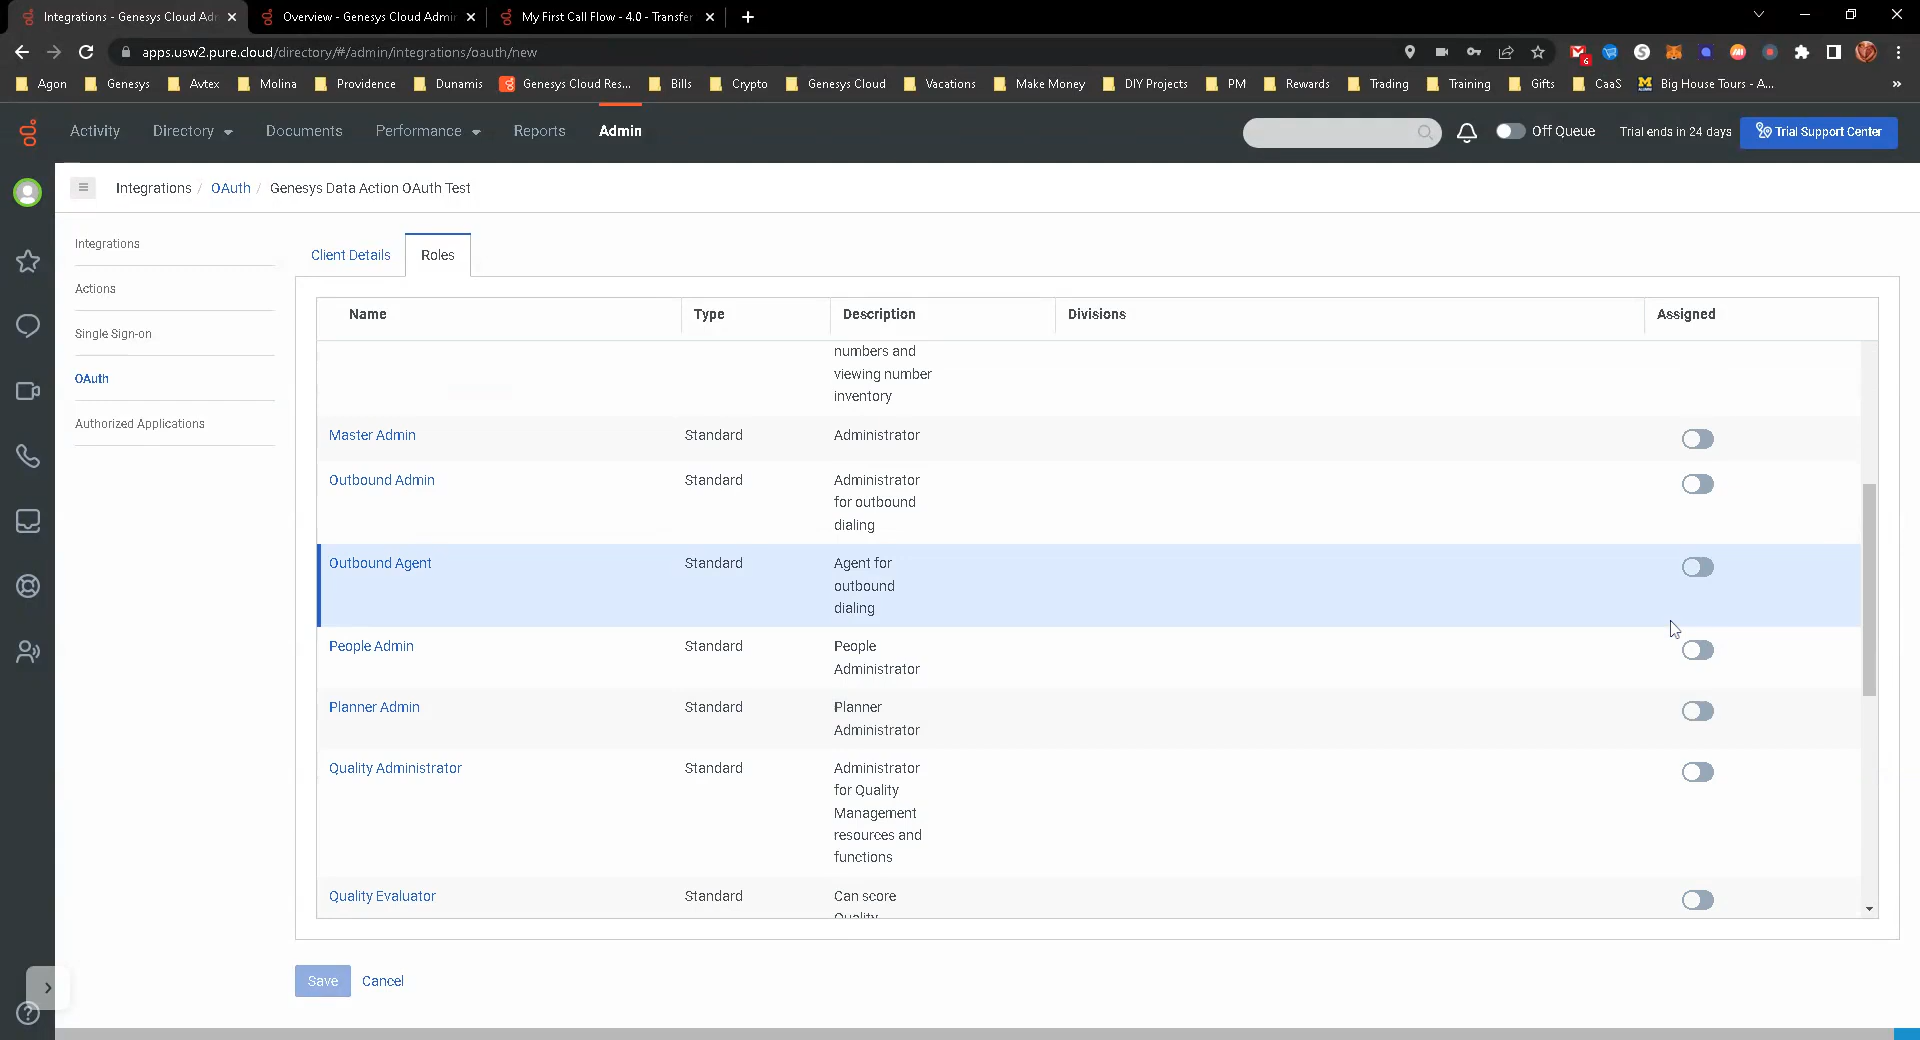 Integrations - Genesys Cloud Adm
Overview - Genesys Cloud Admin
My First Call Flow - 4.0 - Transfer
apps.usw2.pure.cloud/directory/#/admin/integrations/oauth/new
6
Agon
Genesys
Avtex
Molina
Providence
Dunamis
Genesys Cloud Res...
Bills
Crypto
Genesys Cloud
Vacations
Make Money
DIY Projects
PM
Rewards
Trading
Training
Gifts
CaaS
Big House Tours - A...
Activity
Directory
Documents
Performance
Reports
Admin
Off Queue
Trial ends in 24 days
Trial Support Center
Integrations / OAuth / Genesys Data Action OAuth Test
Integrations
Actions
Single Sign-on
OAuth
Authorized Applications
Client Details
Roles
Name Type Description Divisions Assigned
numbers and
viewing number
inventory
Master Admin Standard Administrator
Outbound Admin Standard Administrator
for outbound
dialing
Outbound Agent Standard Agent for
outbound
dialing
People Admin Standard People
Administrator
Planner Admin Standard Planner
Administrator
Quality Administrator Standard Administrator
for Quality
Management
resources and
functions
Quality Evaluator Standard Can score
Quality
Save Cancel